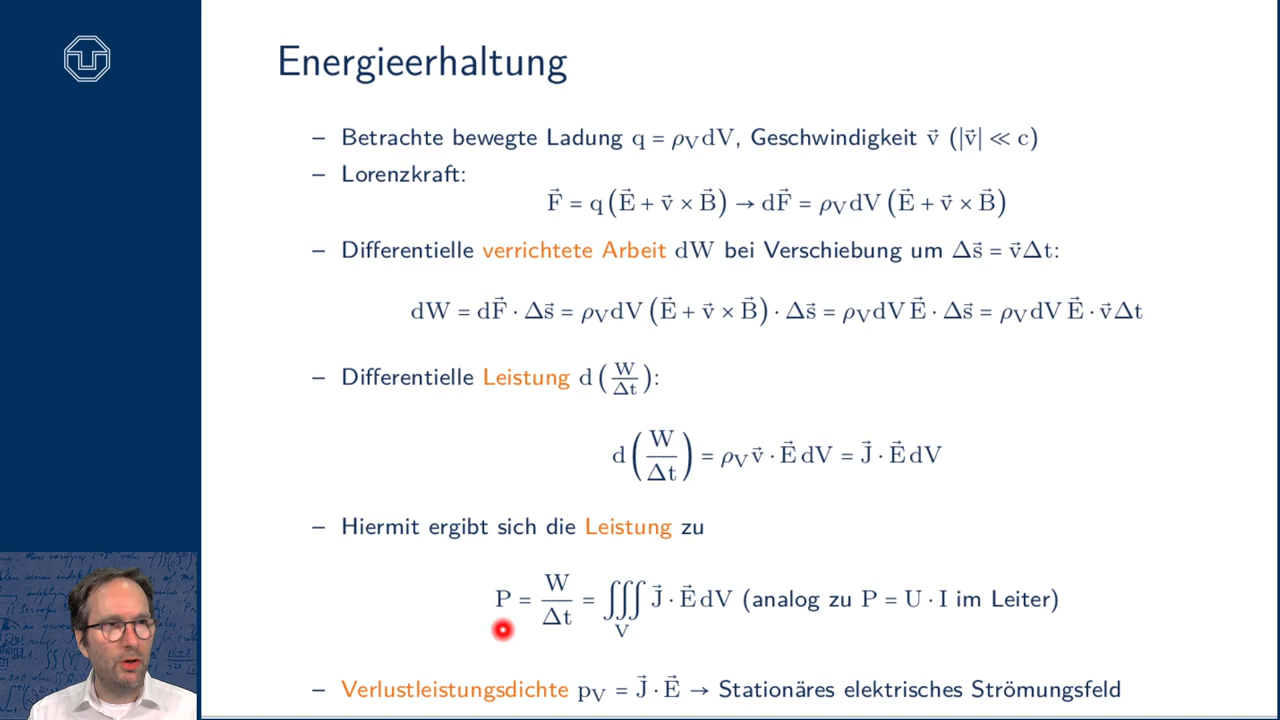 Energieerhaltung
– Betrachte bewegte Ladung q = ρ_V dV, Geschwindigkeit v⃗ (|v⃗| ≪ c)
– Lorenzkraft:
F⃗ = q (E⃗ + v⃗ × B⃗) → dF⃗ = ρ_V dV (E⃗ + v⃗ × B⃗)
– Differentielle verrichtete Arbeit dW bei Verschiebung um Δs⃗ = v⃗Δt:
dW = dF⃗ · Δs⃗ = ρ_V dV (E⃗ + v⃗ × B⃗) · Δs⃗ = ρ_V dV E⃗ · Δs⃗ = ρ_V dV E⃗ · v⃗Δt
– Differentielle Leistung d (W/Δt):
d (W/Δt) = ρ_V v⃗ · E⃗ dV = J⃗ · E⃗ dV
– Hiermit ergibt sich die Leistung zu
P = W/Δt = ∭_V J⃗ · E⃗ dV (analog zu P = U · I im Leiter)
– Verlustleistungsdichte p_V = J⃗ · E⃗ → Stationäres elektrisches Strömungsfeld